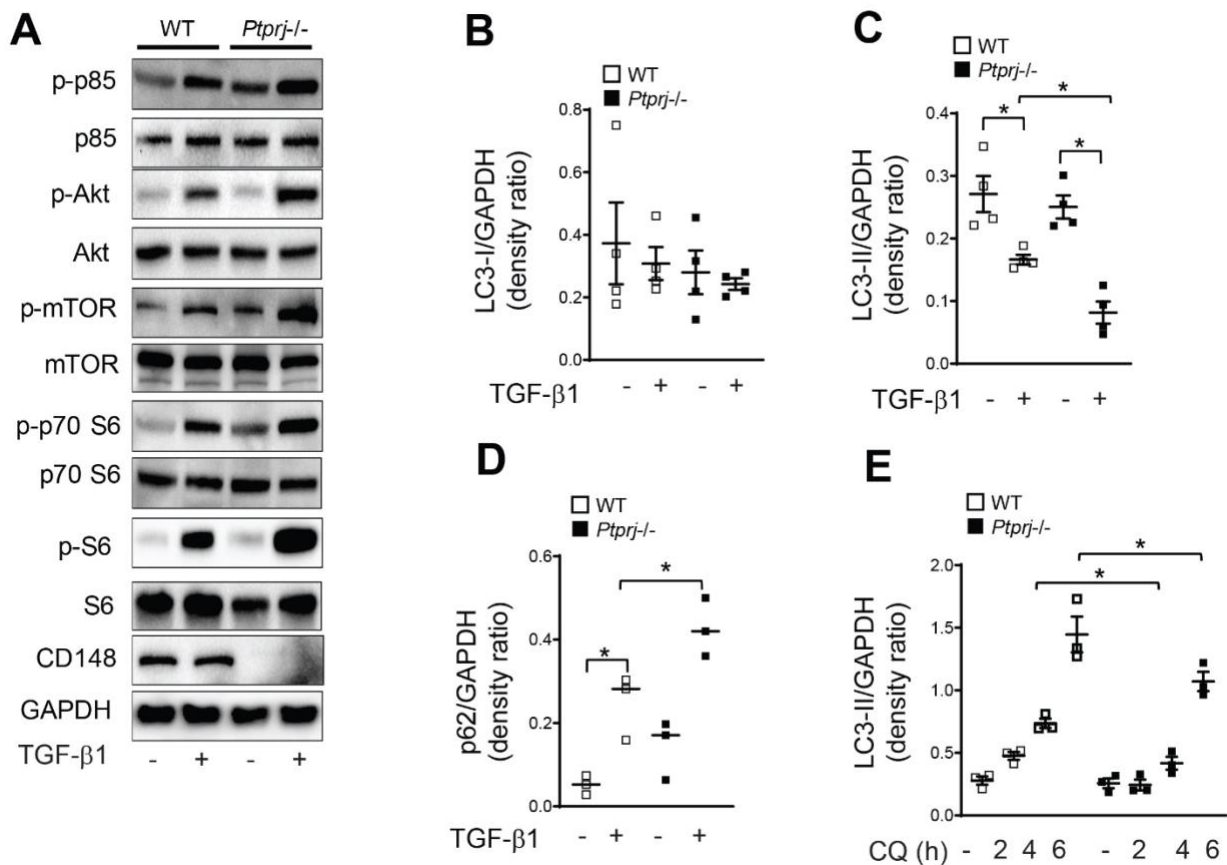 A
WT Ptprj-/-
p-p85
p85
p-Akt
Akt
p-mTOR
mTOR
p-p70 S6
p70 S6
p-S6
S6
CD148
GAPDH
TGF-β1 - + - +
B
WT
Ptprj-/-
LC3-I/GAPDH
(density ratio)
0.8
0.6
0.4
0.2
0.0
TGF-β1 - + - +
C
WT
Ptprj-/-
LC3-II/GAPDH
(density ratio)
0.4
0.3
0.2
0.1
0.0
* * *
TGF-β1 - + - +
D
WT
Ptprj-/-
p62/GAPDH
(density ratio)
0.6
0.4
0.2
0.0
* *
TGF-β1 - + - +
E
WT
Ptprj-/-
LC3-II/GAPDH
(density ratio)
2.0
1.5
1.0
0.5
0.0
* *
CQ (h) - 2 4 6 - 2 4 6